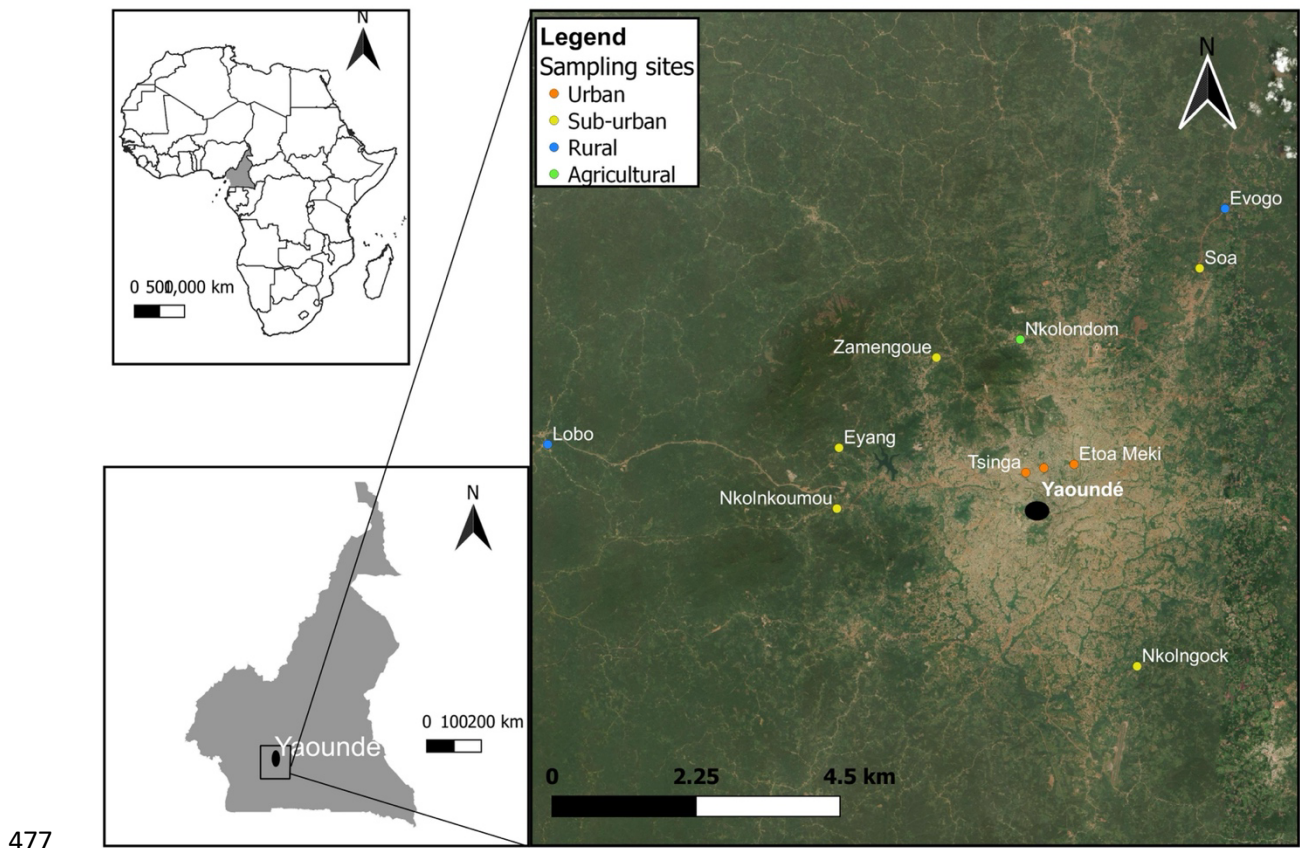 N
0 500 1,000 km
N
Yaounde
0 100 200 km
Legend
Sampling sites
Urban
Sub-urban
Rural
Agricultural
N
Evogo
Soa
Nkolondom
Zamengoue
Lobo
Eyang
Tsinga
Etoa Meki
Yaoundé
Nkolnkoumou
Nkolngock
0 2.25 4.5 km
477